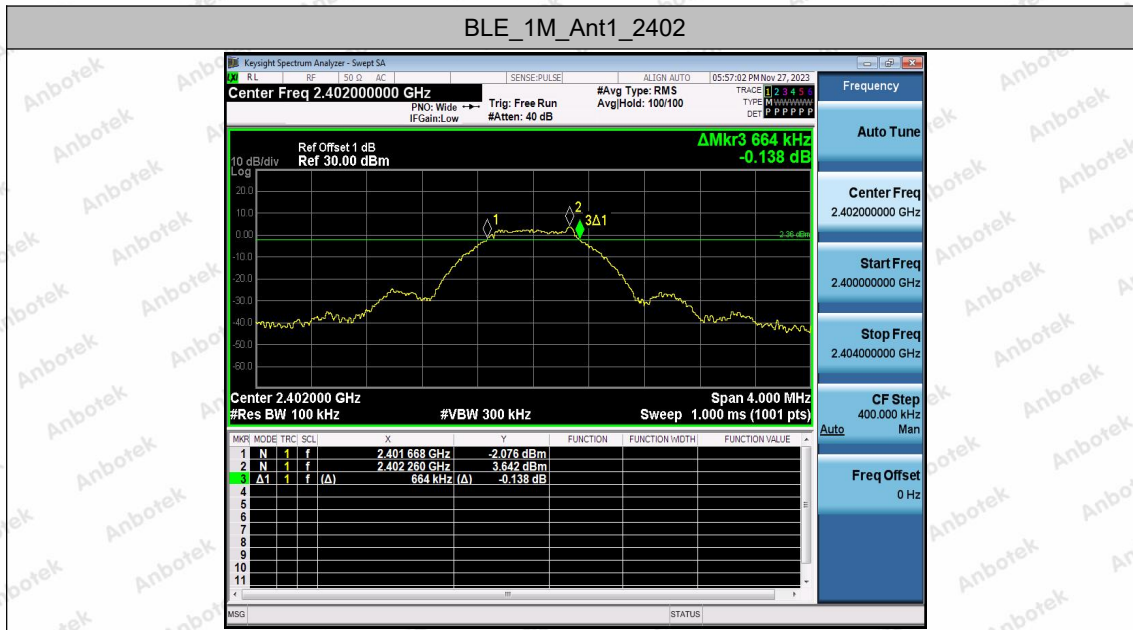 BLE_1M_Ant1_2402
Keysight Spectrum Analyzer - Swept SA
LXI RL RF 50 Ω AC SENSE:PULSE ALIGN AUTO 05:57:02 PM Nov 27, 2023
Center Freq 2.402000000 GHz #Avg Type: RMS TRACE 1 2 3 4 5 6
PNO: Wide Trig: Free Run Avg|Hold: 100/100 TYPE M WWWWW
IFGain:Low #Atten: 40 dB DET P P P P P P
Frequency
Auto Tune
Center Freq
2.402000000 GHz
Start Freq
2.400000000 GHz
Stop Freq
2.404000000 GHz
CF Step
400.000 kHz
Auto Man
Freq Offset
0 Hz
ΔMkr3 664 kHz
-0.138 dB
Ref Offset 1 dB
10 dB/div Ref 30.00 dBm
Log
20.0
10.0
0.00
-10.0
-20.0
-30.0
-40.0
-50.0
-60.0
1
2
3Δ1
-2.36 dBm
Center 2.402000 GHz Span 4.000 MHz
#Res BW 100 kHz #VBW 300 kHz Sweep 1.000 ms (1001 pts)
MKR MODE TRC SCL X Y FUNCTION FUNCTION WIDTH FUNCTION VALUE
1 N 1 f 2.401 668 GHz -2.076 dBm
2 N 1 f 2.402 260 GHz 3.642 dBm
3 Δ1 1 f (Δ) 664 kHz (Δ) -0.138 dB
4
5
6
7
8
9
10
11
MSG STATUS
Anbotek